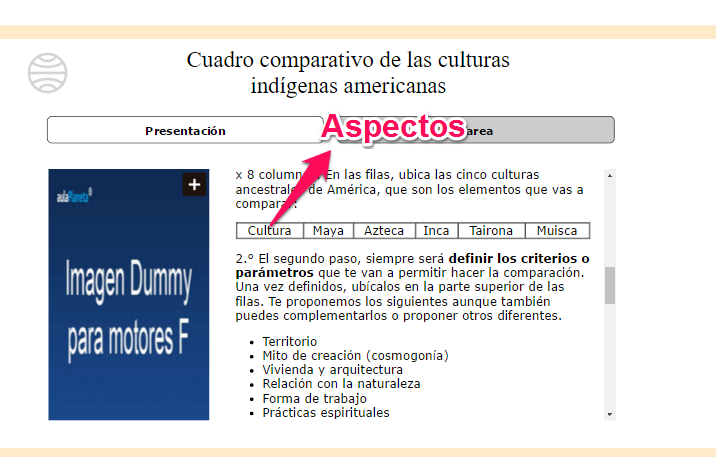 Cuadro comparativo de las culturas
indígenas americanas
Presentación
Aspectos
area
aulaPlaneta
Imagen Dummy
para motores F
x 8 column En las filas, ubica las cinco culturas
ancestrales de América, que son los elementos que vas a
comparar:
Cultura Maya Azteca Inca Tairona Muisca
2.º El segundo paso, siempre será definir los criterios o
parámetros que te van a permitir hacer la comparación.
Una vez definidos, ubícalos en la parte superior de las
filas. Te proponemos los siguientes aunque también
puedes complementarlos o proponer otros diferentes.
• Territorio
• Mito de creación (cosmogonía)
• Vivienda y arquitectura
• Relación con la naturaleza
• Forma de trabajo
• Prácticas espirituales